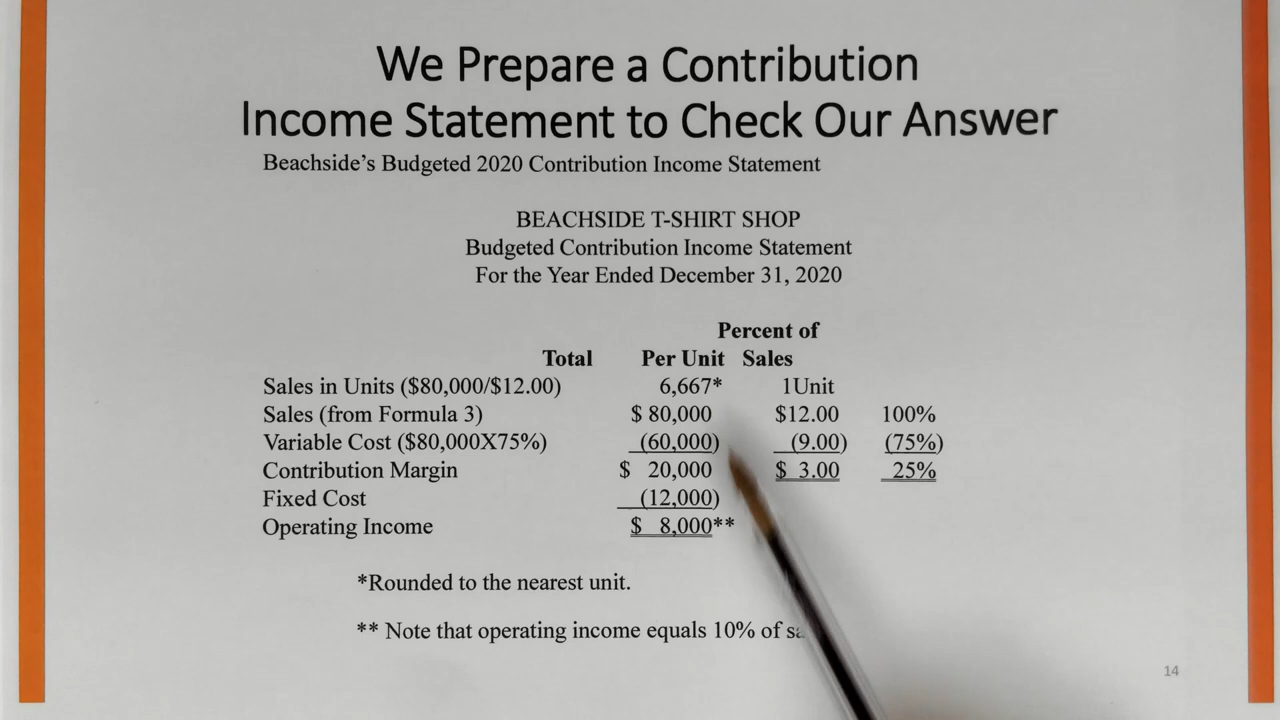 We Prepare a Contribution
Income Statement to Check Our Answer
Beachside's Budgeted 2020 Contribution Income Statement
BEACHSIDE T-SHIRT SHOP
Budgeted Contribution Income Statement
For the Year Ended December 31, 2020
Percent of
Total Per Unit Sales
Sales in Units ($80,000/$12.00) 6,667* 1Unit
Sales (from Formula 3) $ 80,000 $12.00 100%
Variable Cost ($80,000X75%) (60,000) (9.00) (75%)
Contribution Margin $ 20,000 $ 3.00 25%
Fixed Cost (12,000)
Operating Income $ 8,000**
*Rounded to the nearest unit.
** Note that operating income equals 10% of
14